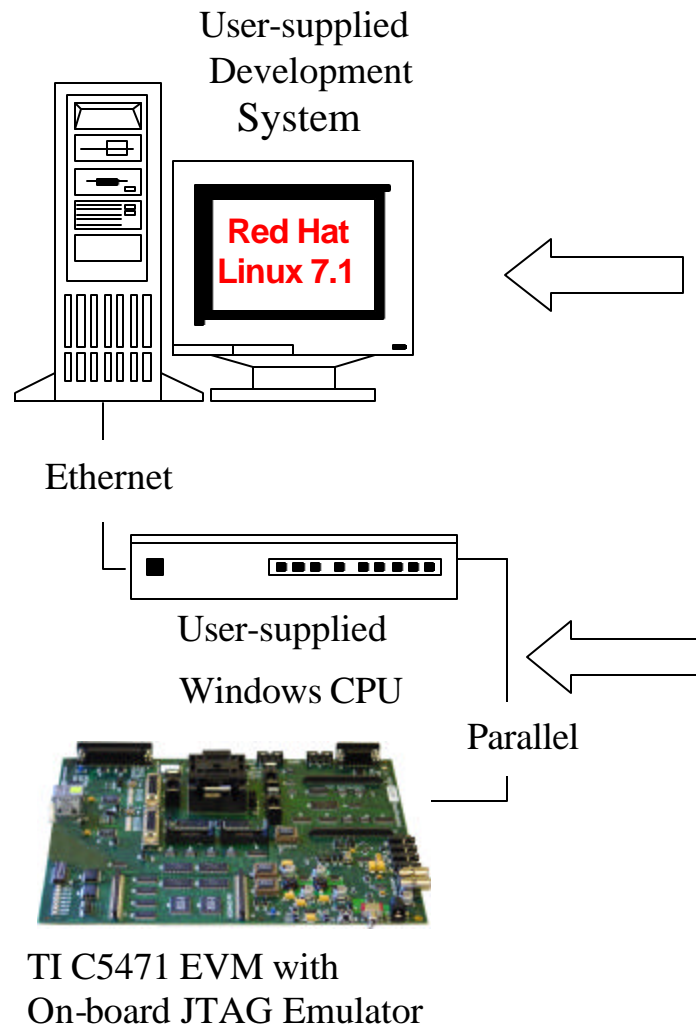 User-supplied
Development
System
Red Hat
Linux 7.1
Ethernet
User-supplied
Windows CPU
Parallel
TI C5471 EVM with
On-board JTAG Emulator